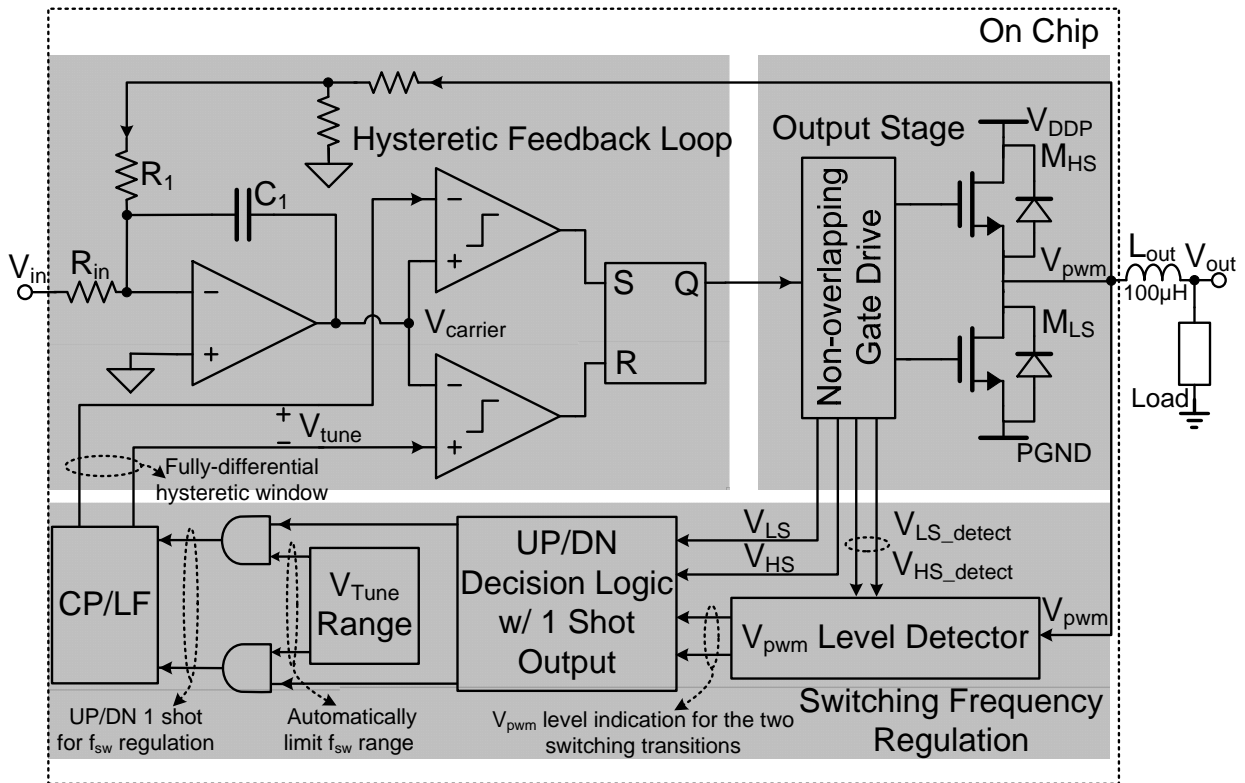 On Chip
Hysteretic Feedback Loop
Output Stage
V_DDP
M_HS
R_1
C_1
V_in
R_in
−
+
V_carrier
−
+
−
+
S
Q
R
Non-overlapping
Gate Drive
V_pwm
L_out
100µH
V_out
M_LS
Load
PGND
+
−
V_tune
Fully-differential
hysteretic window
CP/LF
V_Tune
Range
UP/DN
Decision Logic
w/ 1 Shot
Output
V_LS
V_HS
V_LS_detect
V_HS_detect
V_pwm
V_pwm Level Detector
UP/DN 1 shot
for f_sw regulation
Automatically
limit f_sw range
V_pwm level indication for the two
switching transitions
Switching Frequency
Regulation